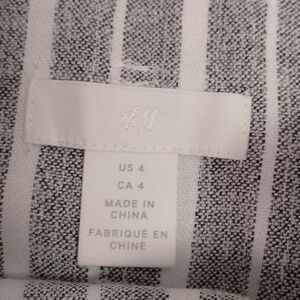 H&M
US 4
CA 4
MADE IN
CHINA
FABRIQUÉ EN
CHINE